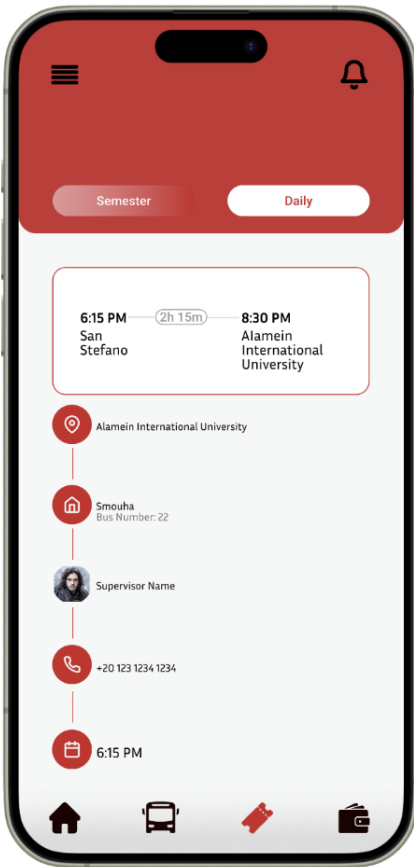 Semester
Daily
6:15 PM
2h 15m
8:30 PM
San
Stefano
Alamein
International
University
Alamein International University
Smouha
Bus Number: 22
Supervisor Name
+20 123 1234 1234
6:15 PM